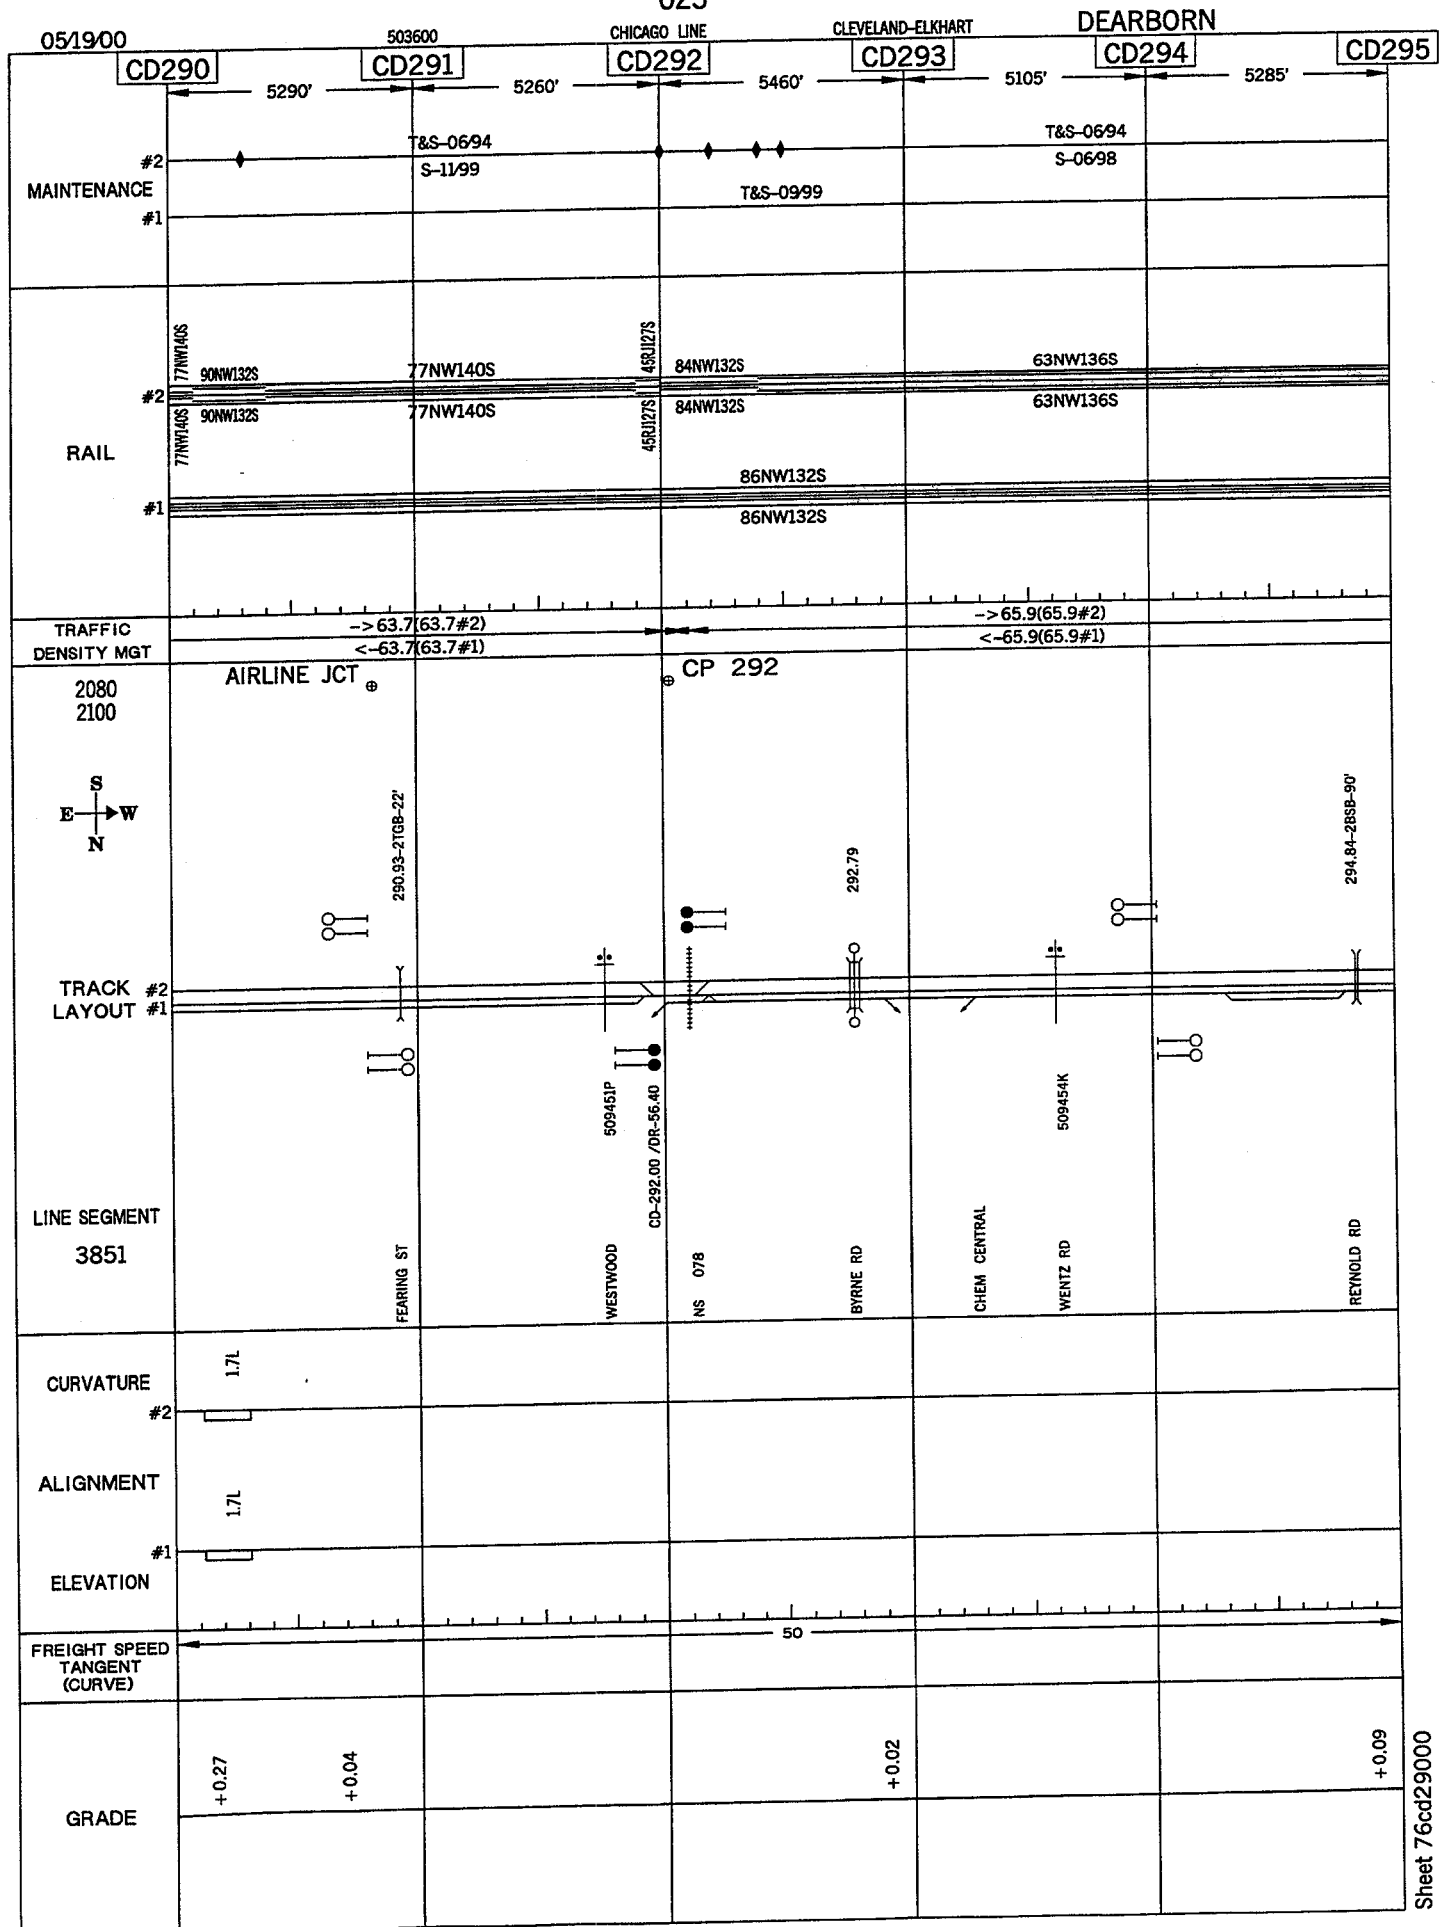 025
05/19/00 503600 CHICAGO LINE CLEVELAND-ELKHART DEARBORN
CD290 CD291 CD292 CD293 CD294 CD295
5290' 5260' 5460' 5105' 5285'
T&S-06/94 T&S-06/94
#2
S-11/99 S-06/98
MAINTENANCE
T&S-09/99
#1
77NW140S 90NW132S 77NW140S 45RJ127S 84NW132S 63NW136S
#2
77NW140S 90NW132S 77NW140S 45RJ127S 84NW132S 63NW136S
RAIL
86NW132S
#1
86NW132S
TRAFFIC
DENSITY MGT
->63.7(63.7#2) ->65.9(65.9#2)
<-63.7(63.7#1) <-65.9(65.9#1)
2080
2100
AIRLINE JCT CP 292
S
E W
N
290.93-2TGB-22' 292.79 294.84-2BSB-90'
TRACK #2
LAYOUT #1
509451P CD-292.00 /DR-56.40 509454K
LINE SEGMENT
3851
FEARING ST WESTWOOD NS 078 BYRNE RD CHEM CENTRAL WENTZ RD REYNOLD RD
1.7L
CURVATURE
#2
ALIGNMENT
1.7L
#1
ELEVATION
50
FREIGHT SPEED
TANGENT
(CURVE)
+0.27 +0.04 +0.02 +0.09
GRADE
Sheet 76cd29000